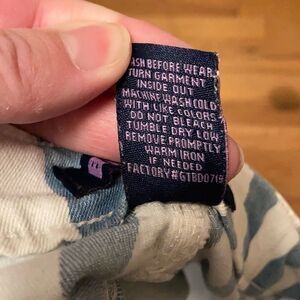 ASH BEFORE WEAR
TURN GARMENT
INSIDE OUT
MACHINE WASH COLD
WITH LIKE COLORS
DO NOT BLEACH
TUMBLE DRY LOW
REMOVE PROMPTLY
WARM IRON
IF NEEDED
FACTORY#GTBD0719